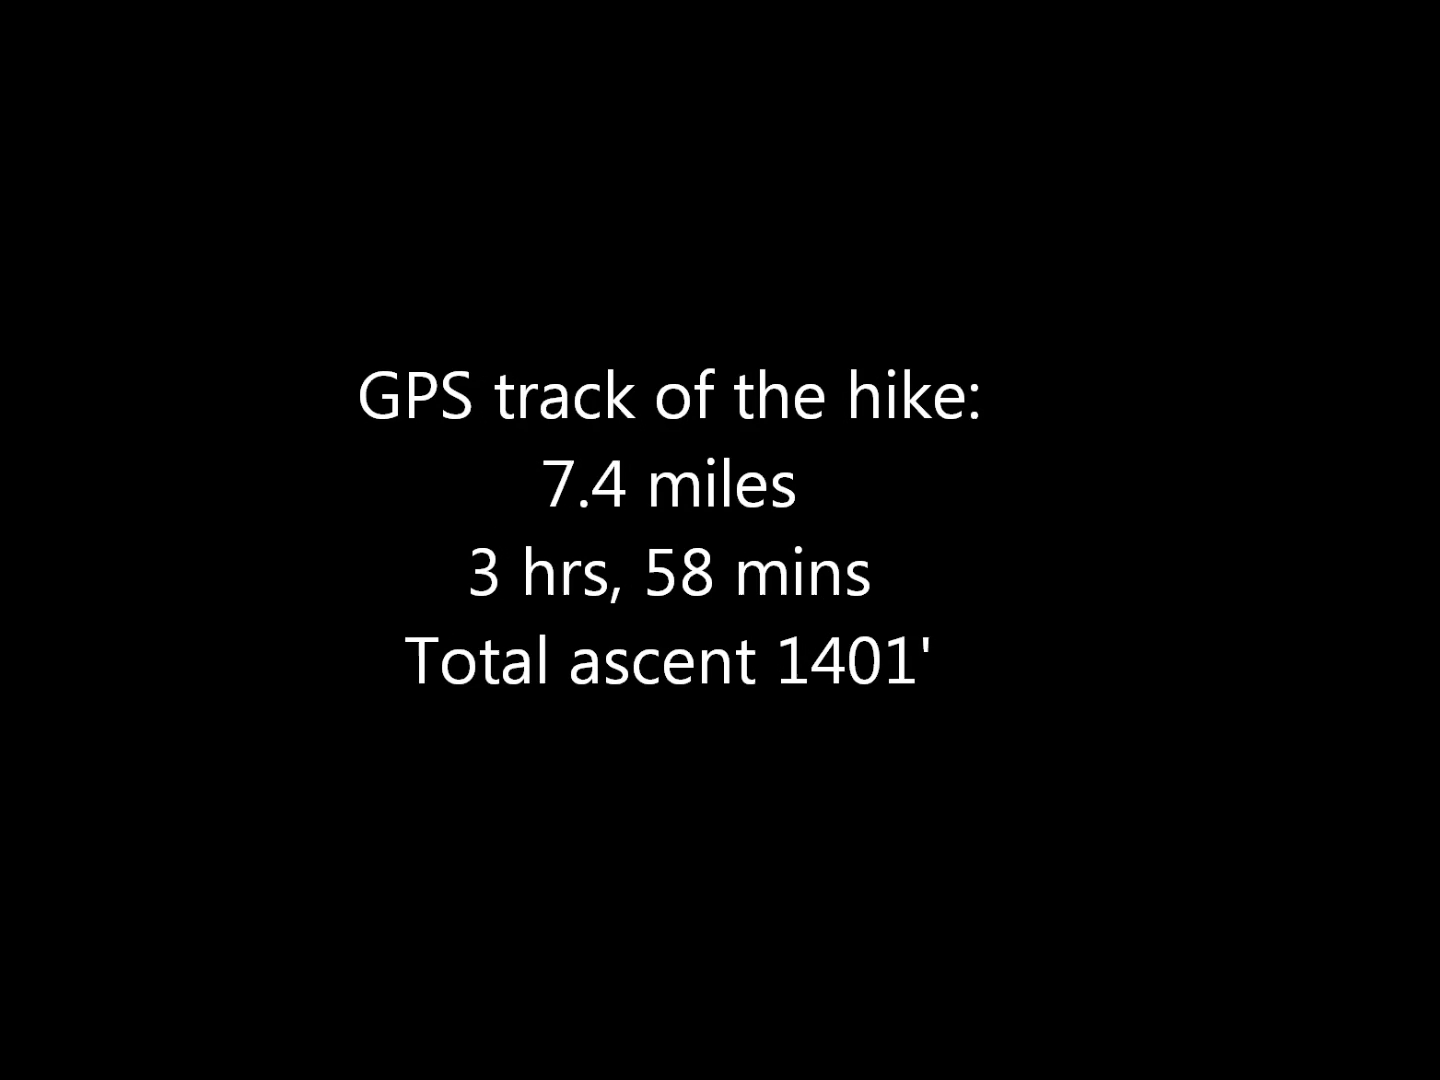 GPS track of the hike:
7.4 miles
3 hrs, 58 mins
Total ascent 1401'